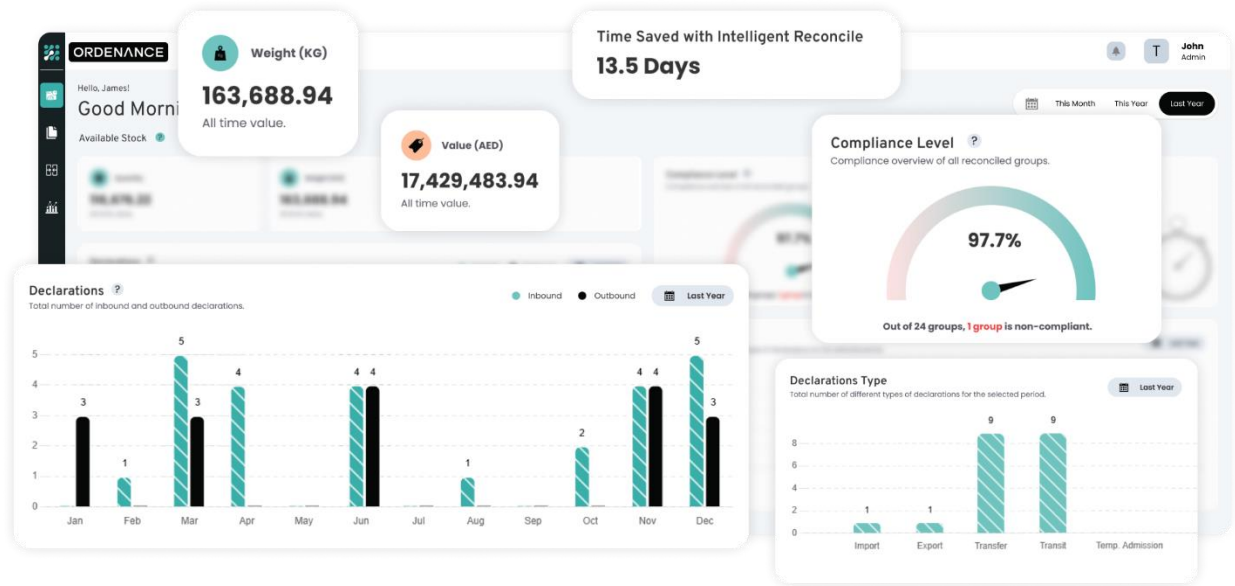 ORDENANCE
John
T
Admin
Hello, James!
Good Morni
Available Stock ?
This Month This Year Last Year
Weight (KG)
163,688.94
All time value.
Value (AED)
17,429,483.94
All time value.
Time Saved with Intelligent Reconcile
13.5 Days
Compliance Level ?
Compliance overview of all reconciled groups.
97.7%
Out of 24 groups, 1 group is non-compliant.
Declarations ?
Total number of inbound and outbound declarations.
Inbound Outbound Last Year
5
4
3
2
1
0
3 1 5 3 4 4 4 1 2 4 4 5 3
Jan Feb Mar Apr May Jun Jul Aug Sep Oct Nov Dec
Declarations Type
Total number of different types of declarations for the selected period.
Last Year
8
6
4
2
0
1 1 9 9
Import Export Transfer Transit Temp. Admission